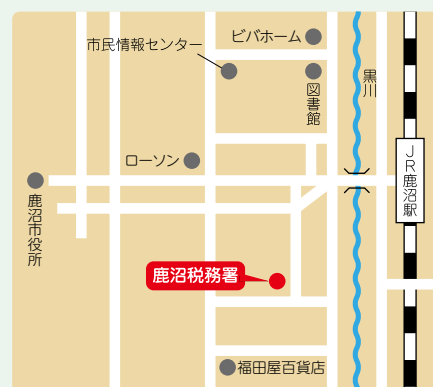 ビバホーム
市民情報センター
図書館
黒川
ローソン
JR鹿沼駅
鹿沼市役所
鹿沼税務署
福田屋百貨店